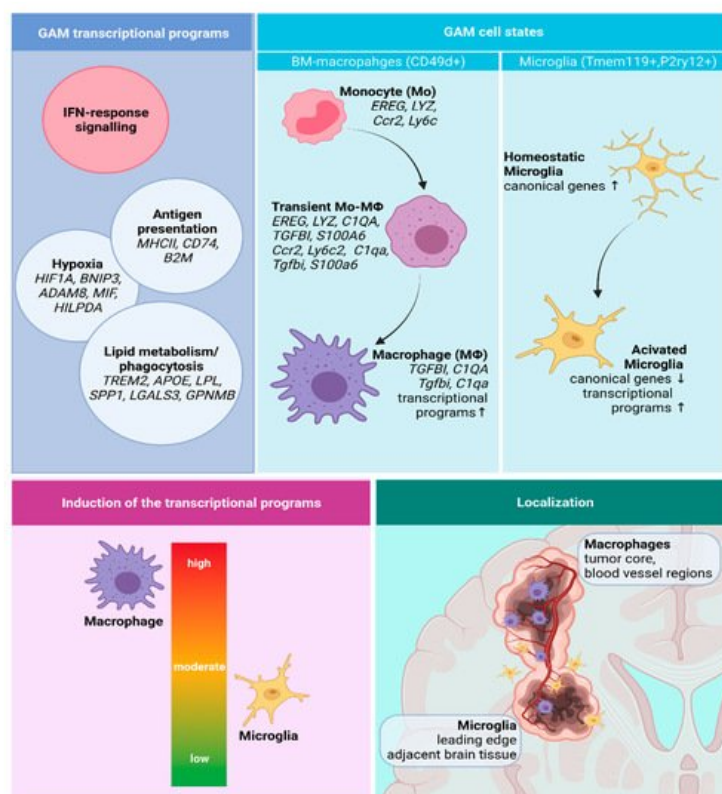 GAM transcriptional programs
IFN-response
signalling
Antigen
presentation
MHCII, CD74,
B2M
Hypoxia
HIF1A, BNIP3,
ADAM8, MIF,
HILPDA
Lipid metabolism/
phagocytosis
TREM2, APOE, LPL,
SPP1, LGALS3, GPNMB
GAM cell states
BM-macropahges (CD49d+)
Monocyte (Mo)
EREG, LYZ,
Ccr2, Ly6c
Transient Mo-MΦ
EREG, LYZ, C1QA,
TGFBI, S100A6
Ccr2, Ly6c2, C1qa,
Tgfbi, S100a6
Macrophage (MΦ)
TGFBI, C1QA
Tgfbi, C1qa
transcriptional
programs ↑
Microglia (Tmem119+,P2ry12+)
Homeostatic
Microglia
canonical genes ↑
Acivated
Microglia
canonical genes ↓
transcriptional
programs ↑
Induction of the transcriptional programs
Macrophage
high
moderate
low
Microglia
Localization
Macrophages
tumor core,
blood vessel regions
Microglia
leading edge
adjacent brain tissue